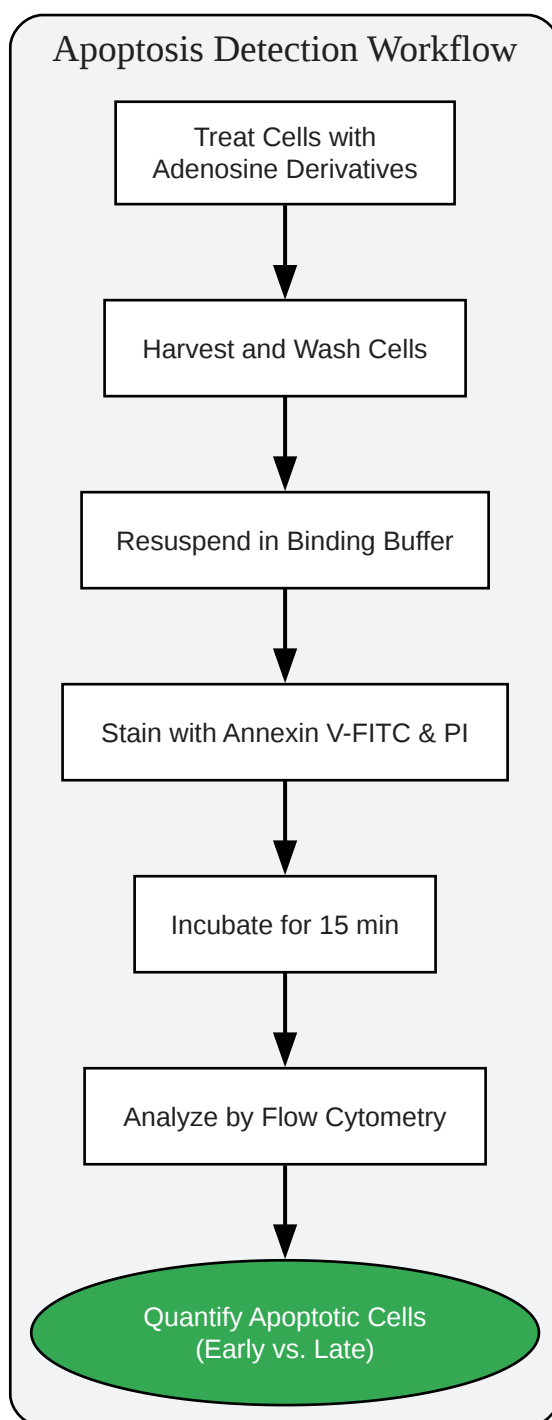 Apoptosis Detection Workflow
Treat Cells with
Adenosine Derivatives
Harvest and Wash Cells
Resuspend in Binding Buffer
Stain with Annexin V-FITC & PI
Incubate for 15 min
Analyze by Flow Cytometry
Quantify Apoptotic Cells
(Early vs. Late)